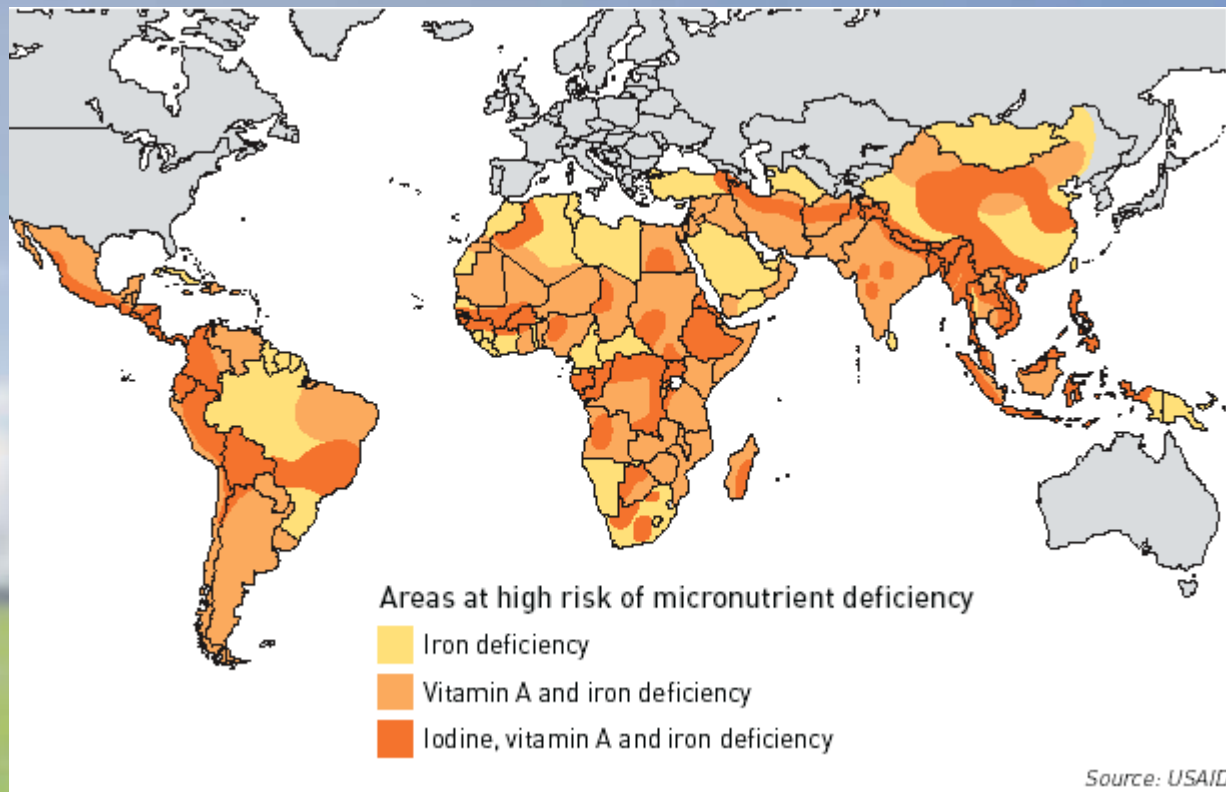 Areas at high risk of micronutrient deficiency
Iron deficiency
Vitamin A and iron deficiency
Iodine, vitamin A and iron deficiency
Source: USAID